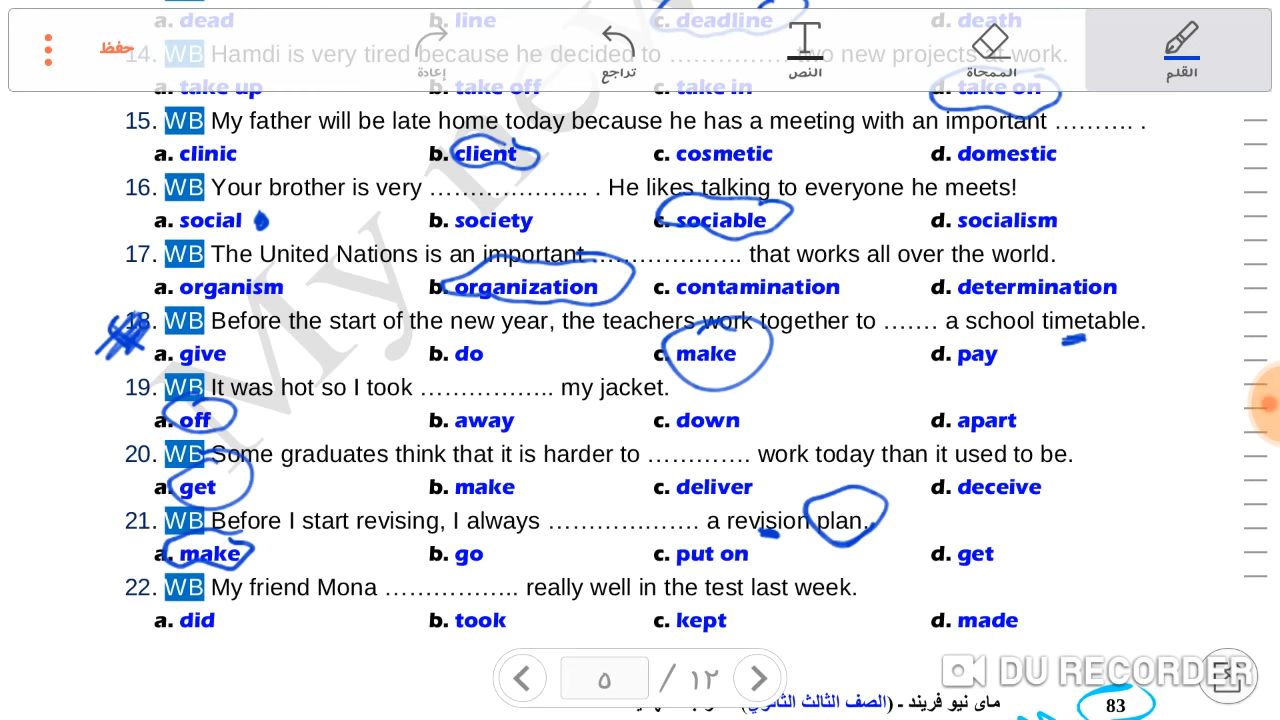 a. dead b. line c. deadline d. death
حفظ
إعادة
تراجع
النص
الممحاة
القلم
14. WB Hamdi is very tired because he decided to ……………… two new projects at work.
a. take up b. take off c. take in d. take on
15. WB My father will be late home today because he has a meeting with an important ………. .
a. clinic b. client c. cosmetic d. domestic
16. WB Your brother is very ……………….. . He likes talking to everyone he meets!
a. social b. society c. sociable d. socialism
17. WB The United Nations is an important ………………. that works all over the world.
a. organism b. organization c. contamination d. determination
18. WB Before the start of the new year, the teachers work together to ……. a school timetable.
a. give b. do c. make d. pay
19. WB It was hot so I took …………….. my jacket.
a. off b. away c. down d. apart
20. WB Some graduates think that it is harder to …………. work today than it used to be.
a. get b. make c. deliver d. deceive
21. WB Before I start revising, I always ………………. a revision plan.
a. make b. go c. put on d. get
22. WB My friend Mona …………….. really well in the test last week.
a. did b. took c. kept d. made
٥ / ١٢
DU RECORDER
ماى نيو فريند - (الصف الثالث الثانوي)
83
My new